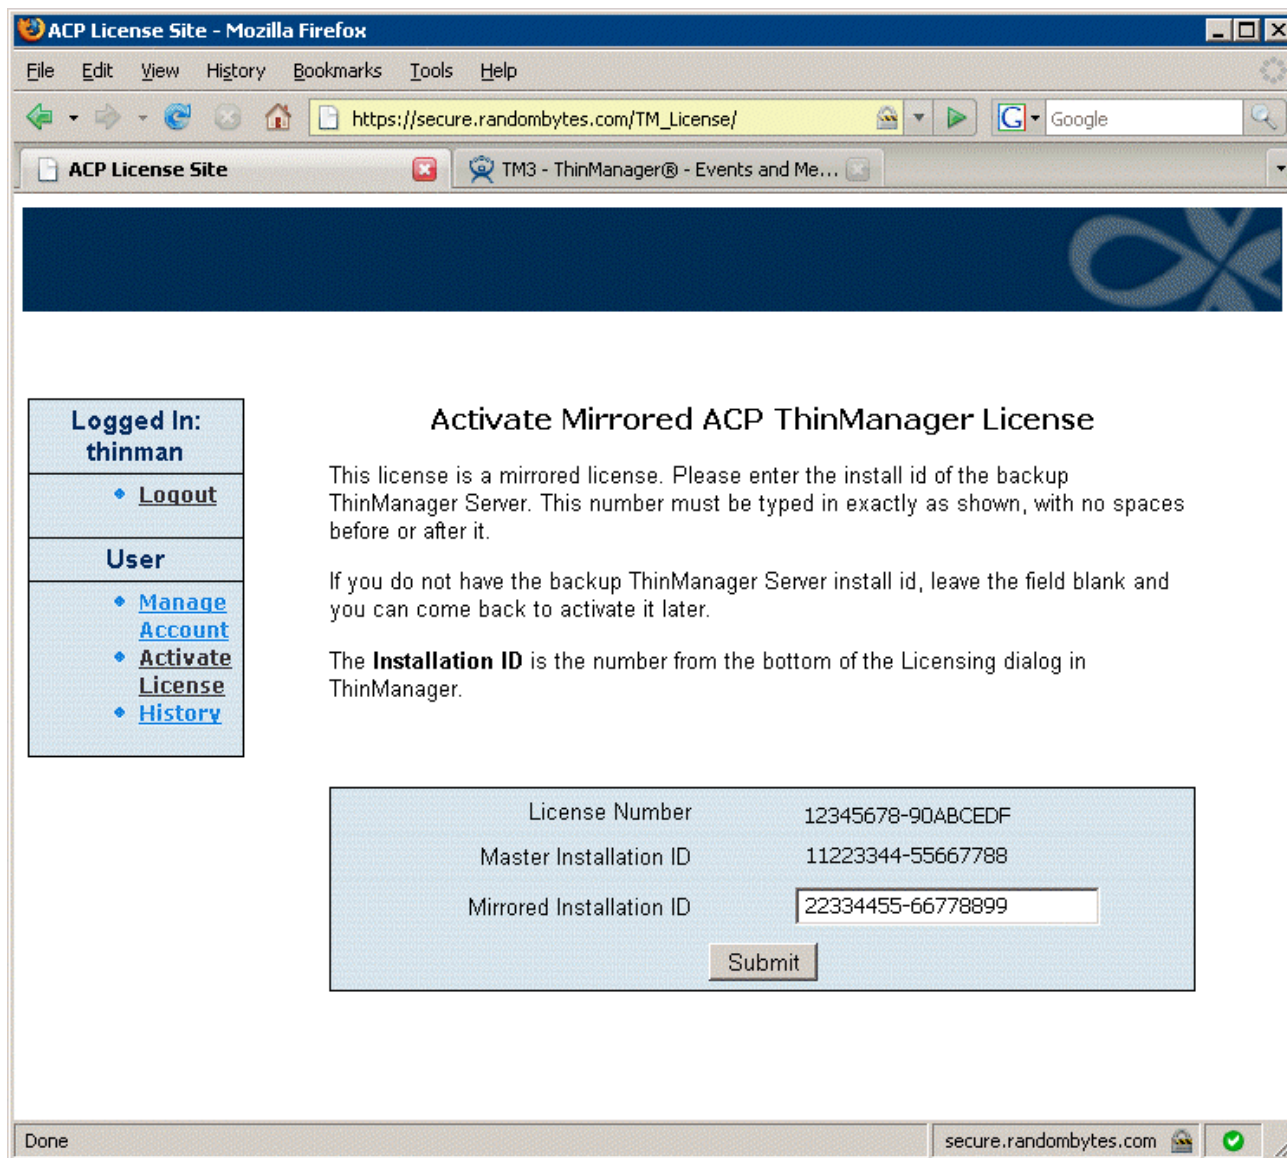 ACP License Site - Mozilla Firefox
File Edit View History Bookmarks Tools Help
https://secure.randombytes.com/TM_License/
G Google
ACP License Site
TM3 - ThinManager® - Events and Me...
Logged In:
thinman
Logout
User
Manage
Account
Activate
License
History
Activate Mirrored ACP ThinManager License
This license is a mirrored license. Please enter the install id of the backup
ThinManager Server. This number must be typed in exactly as shown, with no spaces
before or after it.
If you do not have the backup ThinManager Server install id, leave the field blank and
you can come back to activate it later.
The Installation ID is the number from the bottom of the Licensing dialog in
ThinManager.
License Number 12345678-90ABCEDF
Master Installation ID 11223344-55667788
Mirrored Installation ID 22334455-66778899
Submit
Done
secure.randombytes.com